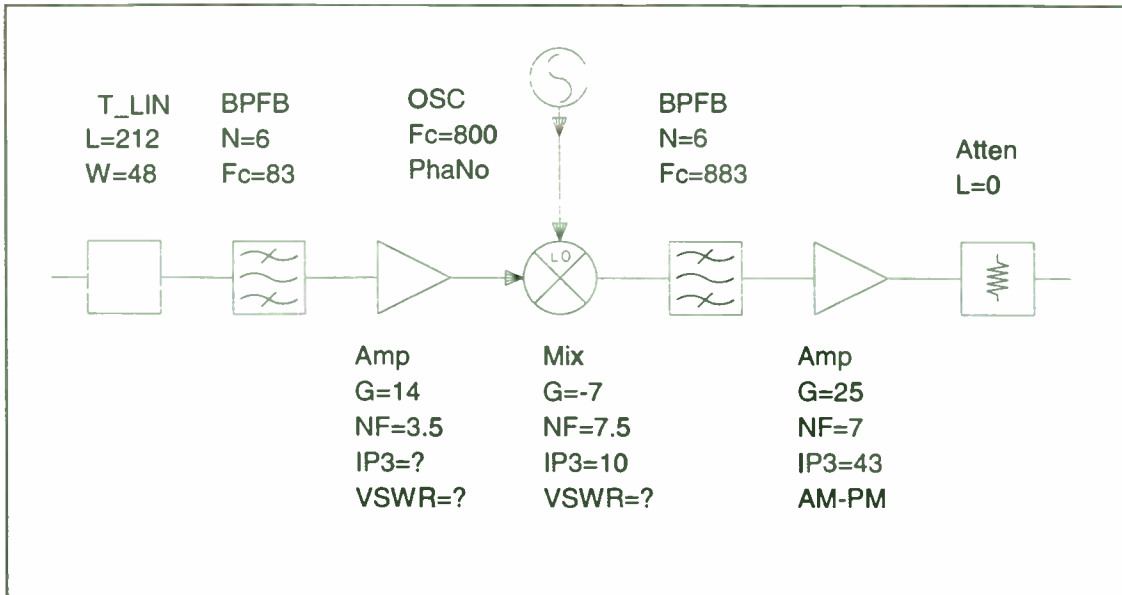 T_LIN
L=212
W=48
BPFB
N=6
Fc=83
OSC
Fc=800
PhaNo
BPFB
N=6
Fc=883
Atten
L=0
LO
Amp
G=14
NF=3.5
IP3=?
VSWR=?
Mix
G=-7
NF=7.5
IP3=10
VSWR=?
Amp
G=25
NF=7
IP3=43
AM-PM